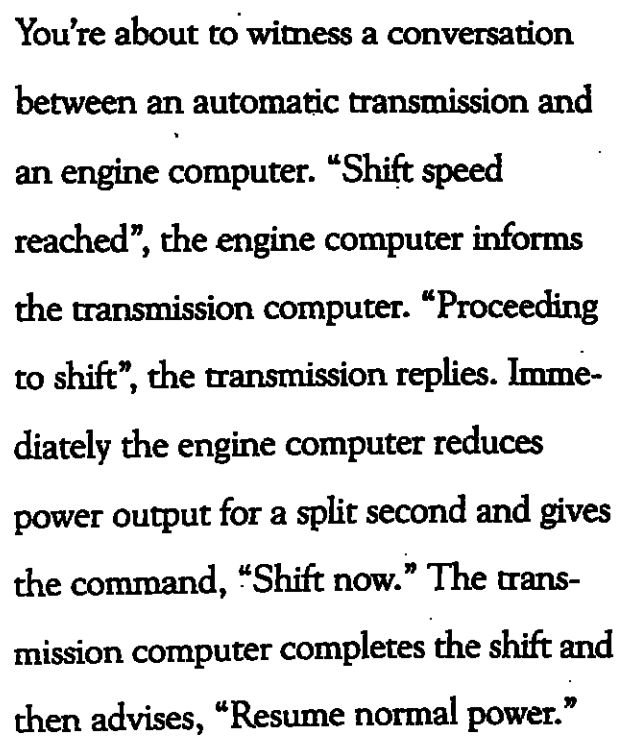 You're about to witness a conversation
between an automatic transmission and
an engine computer. “Shift speed
reached”, the engine computer informs
the transmission computer. “Proceeding
to shift”, the transmission replies. Imme-
diately the engine computer reduces
power output for a split second and gives
the command, “Shift now.” The trans-
mission computer completes the shift and
then advises, “Resume normal power.”